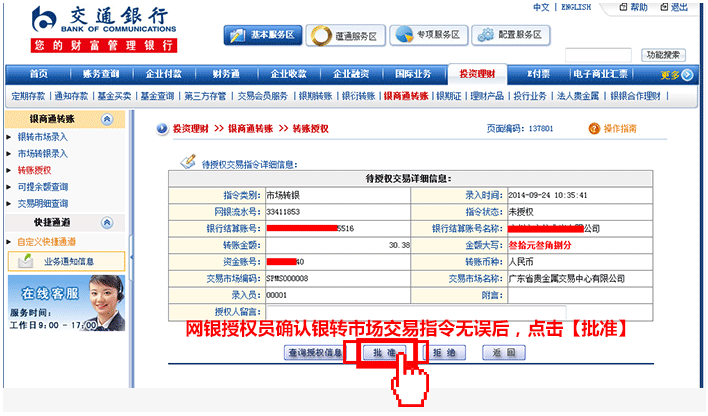 交通銀行
BANK OF COMMUNICATIONS
您的财富管理银行
中文 | ENGLISH 帮助 退出
基本服务区 蕴通服务区 专项服务区 配置服务区
功能搜索
首页 账务查询 企业付款 财务通 企业收款 企业融资 国际业务 投资理财 E付票 电子商业汇票 更多
定期存款 | 通知存款 | 基金买卖 | 基金查询 | 第三方存管 | 交易会员服务 | 银期转账 | 银衍转账 | 银商通转账 | 银期证 | 理财产品 | 投行业务 | 法人贵金属 | 银银合作理财 |
银商通转账
银转市场录入
市场转银录入
转账授权
可提余额查询
交易明细查询
快捷通道
自定义快捷通道
业务通知信息
在线客服
服务时间:
工作日9:00 - 17:00
投资理财 >> 银商通转账 >> 转账授权 页面编码: 137801 操作指南
待授权交易指令详细信息:
待授权交易详细信息:
指令类别: 市场转银 录入时间: 2014-09-24 10:35:41
网银流水号: 33411853 指令状态: 未授权
银行结算账号: 5516 银行结算账号名称: 公司
转账金额: 30.38 金额大写: 叁拾元叁角捌分
资金账号: 40 转账币种: 人民币
交易市场编码: SPMS000008 交易市场名称: 广东省贵金属交易中心有限公司
录入员: 00001 附言:
授权人留言:
网银授权员确认银转市场交易指令无误后，点击【批准】
查询授权信息 批 准 拒 绝 返 回